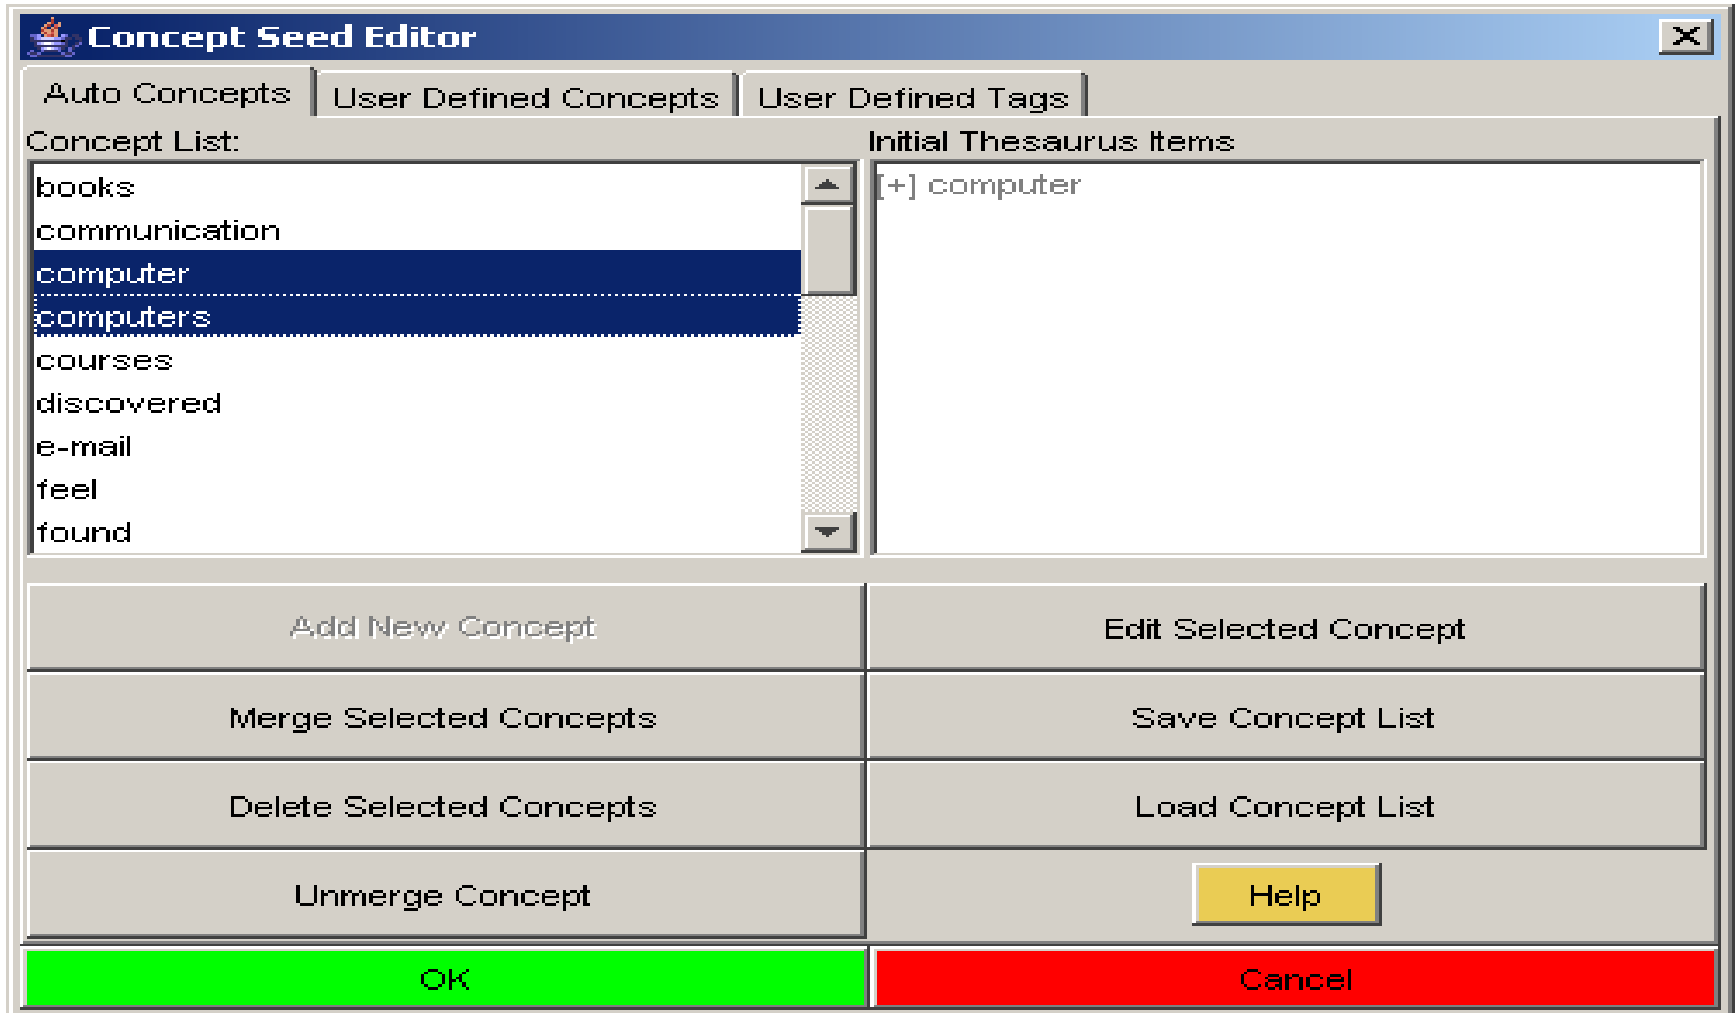 Concept Seed Editor
Auto Concepts User Defined Concepts User Defined Tags
Concept List:
books
communication
computer
computers
courses
discovered
e-mail
feel
found
Initial Thesaurus Items
[+] computer
Add New Concept Edit Selected Concept
Merge Selected Concepts Save Concept List
Delete Selected Concepts Load Concept List
Unmerge Concept Help
OK Cancel